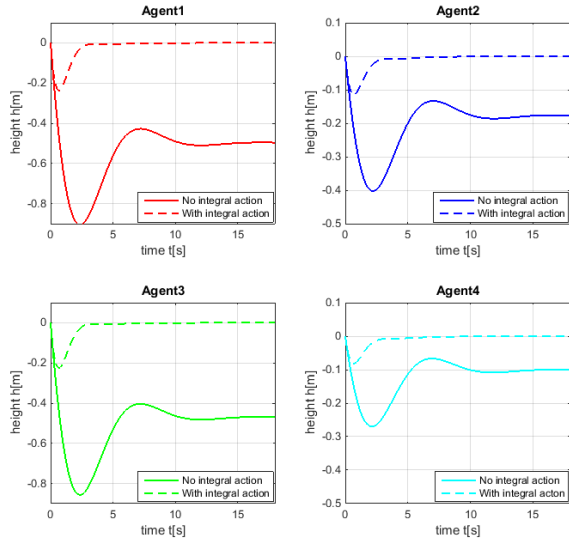 Agent1
0
-0.2
-0.4
-0.6
-0.8
height h[m]
No integral action
With integral action
0
5
10
15
time t[s]
Agent2
0.1
0
-0.1
-0.2
-0.3
-0.4
-0.5
height h[m]
No integral action
With integral action
0
5
10
15
time t[s]
Agent3
0
-0.2
-0.4
-0.6
-0.8
height h[m]
No integral action
With integral action
0
5
10
15
time t[s]
Agent4
0.1
0
-0.1
-0.2
-0.3
-0.4
-0.5
height h[m]
No integral action
With integral acton
0
5
10
15
time t[s]